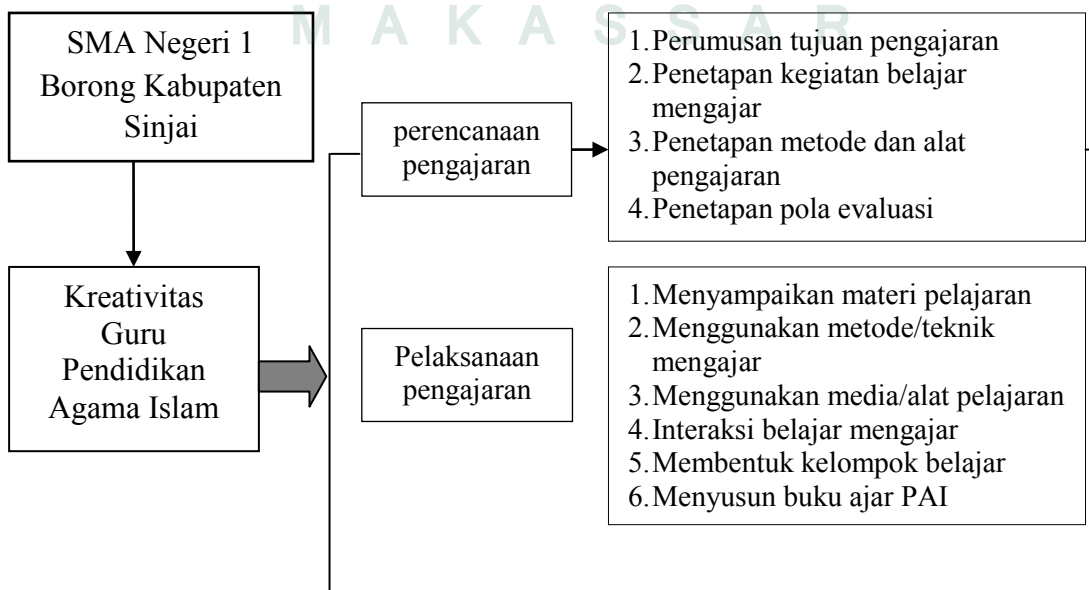 MAKASSAR
SMA Negeri 1
Borong Kabupaten
Sinjai
Kreativitas
Guru
Pendidikan
Agama Islam
perencanaan
pengajaran
1.Perumusan tujuan pengajaran
2.Penetapan kegiatan belajar
mengajar
3.Penetapan metode dan alat
pengajaran
4.Penetapan pola evaluasi
Pelaksanaan
pengajaran
1.Menyampaikan materi pelajaran
2.Menggunakan metode/teknik
mengajar
3.Menggunakan media/alat pelajaran
4.Interaksi belajar mengajar
5.Membentuk kelompok belajar
6.Menyusun buku ajar PAI